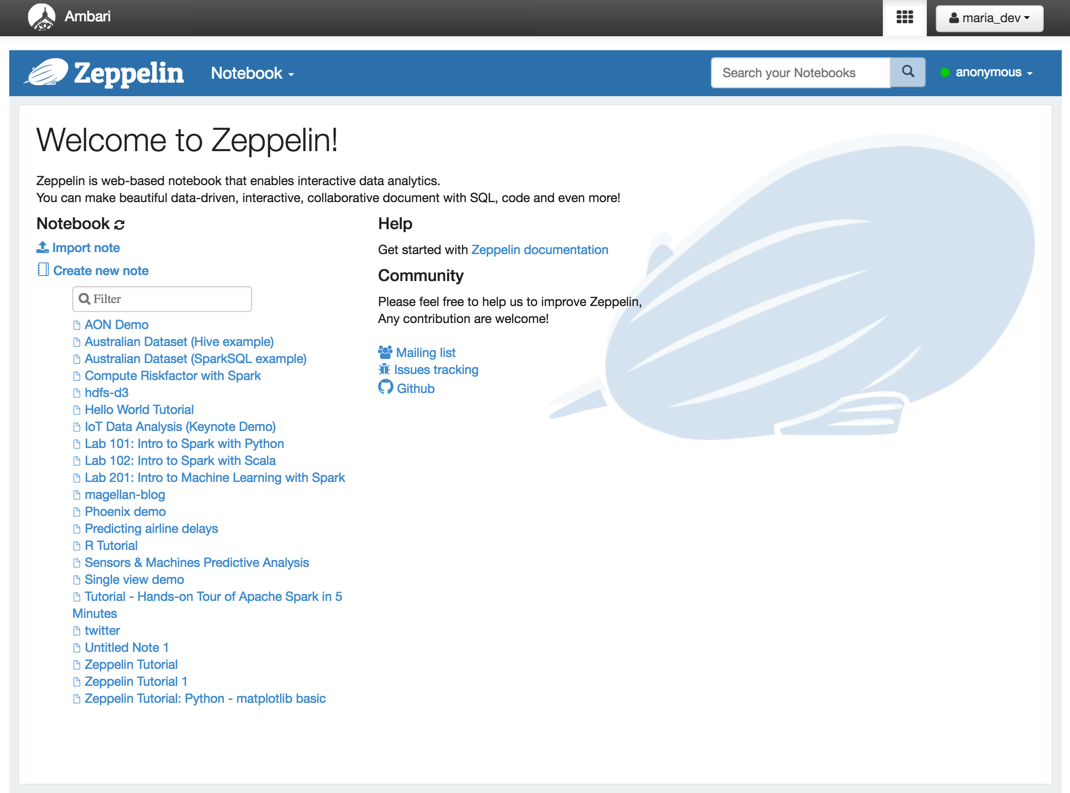 Ambari
maria_dev
Zeppelin
Notebook
Search your Notebooks
anonymous
Welcome to Zeppelin!
Zeppelin is web-based notebook that enables interactive data analytics.
You can make beautiful data-driven, interactive, collaborative document with SQL, code and even more!
Notebook
Import note
Create new note
Filter
AON Demo
Australian Dataset (Hive example)
Australian Dataset (SparkSQL example)
Compute Riskfactor with Spark
hdfs-d3
Hello World Tutorial
IoT Data Analysis (Keynote Demo)
Lab 101: Intro to Spark with Python
Lab 102: Intro to Spark with Scala
Lab 201: Intro to Machine Learning with Spark
magellan-blog
Phoenix demo
Predicting airline delays
R Tutorial
Sensors & Machines Predictive Analysis
Single view demo
Tutorial - Hands-on Tour of Apache Spark in 5
Minutes
twitter
Untitled Note 1
Zeppelin Tutorial
Zeppelin Tutorial 1
Zeppelin Tutorial: Python - matplotlib basic
Help
Get started with Zeppelin documentation
Community
Please feel free to help us to improve Zeppelin,
Any contribution are welcome!
Mailing list
Issues tracking
Github